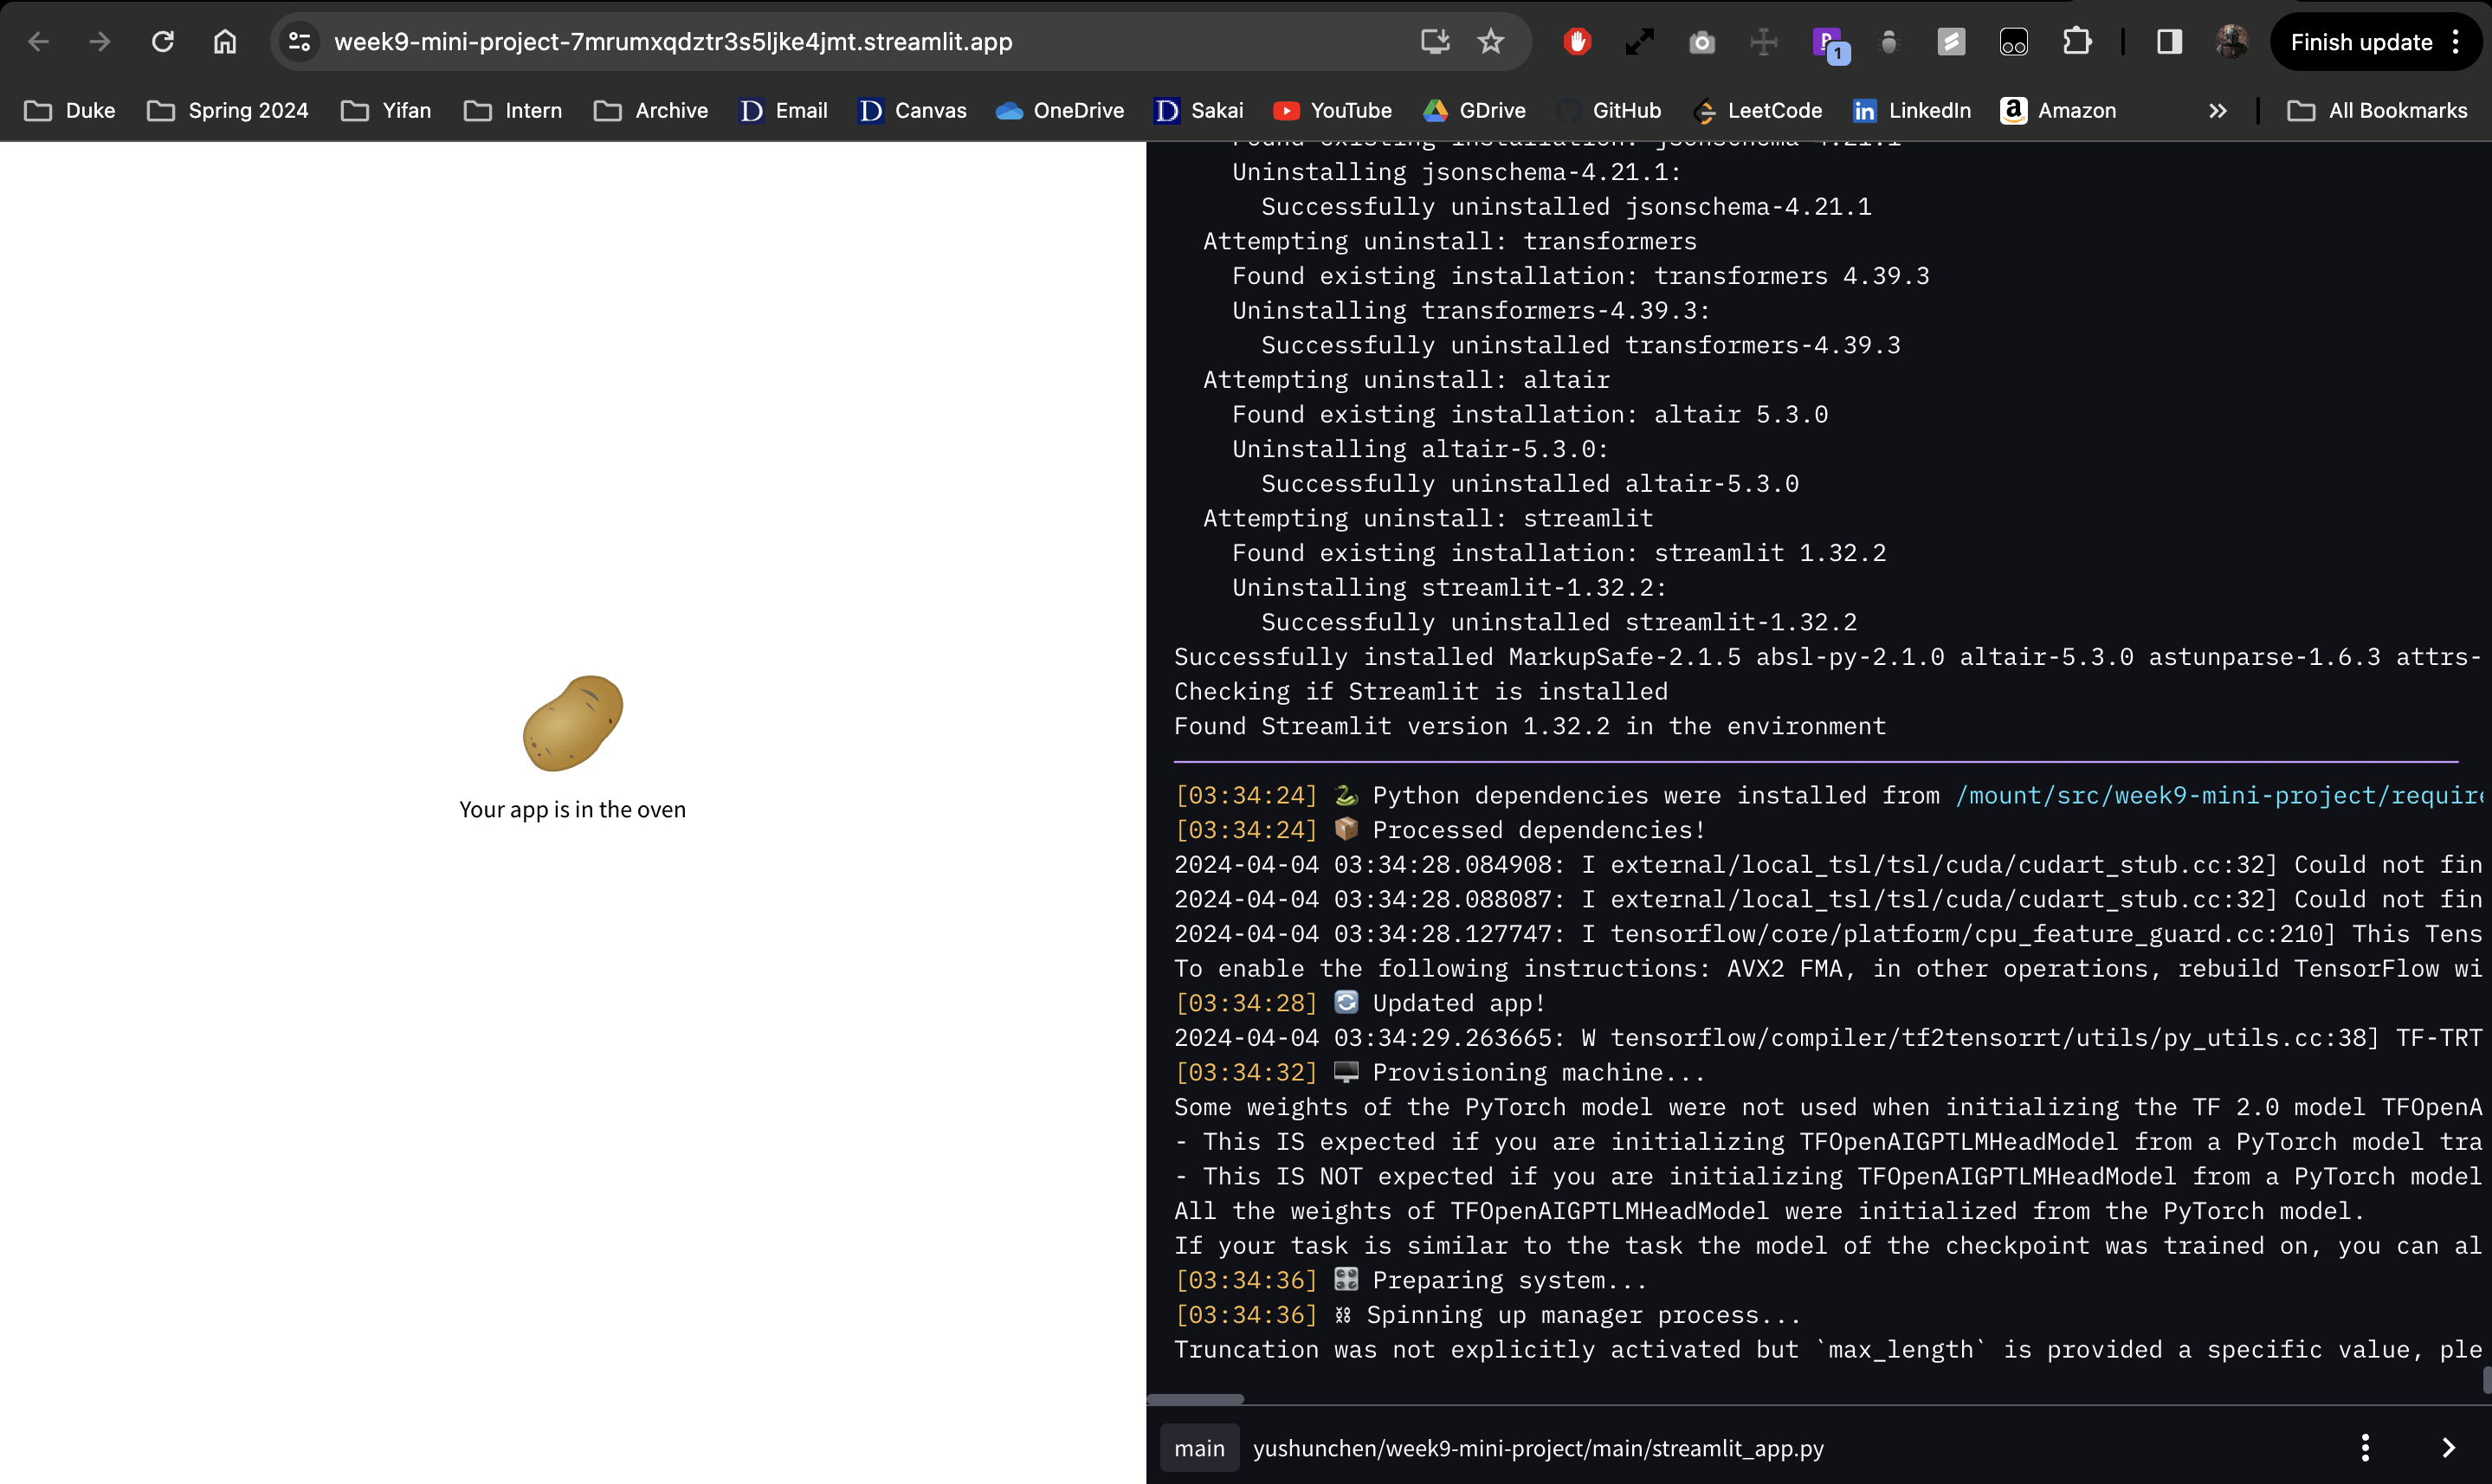 week9-mini-project-7mrumxqdztr3s5ljke4jmt.streamlit.app
1
Finish update
Duke Spring 2024 Yifan Intern Archive Email Canvas OneDrive Sakai YouTube GDrive GitHub LeetCode LinkedIn Amazon All Bookmarks
Your app is in the oven
Found existing installation: jsonschema 4.21.1
Uninstalling jsonschema-4.21.1:
Successfully uninstalled jsonschema-4.21.1
Attempting uninstall: transformers
Found existing installation: transformers 4.39.3
Uninstalling transformers-4.39.3:
Successfully uninstalled transformers-4.39.3
Attempting uninstall: altair
Found existing installation: altair 5.3.0
Uninstalling altair-5.3.0:
Successfully uninstalled altair-5.3.0
Attempting uninstall: streamlit
Found existing installation: streamlit 1.32.2
Uninstalling streamlit-1.32.2:
Successfully uninstalled streamlit-1.32.2
Successfully installed MarkupSafe-2.1.5 absl-py-2.1.0 altair-5.3.0 astunparse-1.6.3 attrs-
Checking if Streamlit is installed
Found Streamlit version 1.32.2 in the environment
[03:34:24] 🐍 Python dependencies were installed from /mount/src/week9-mini-project/require
[03:34:24] 📦 Processed dependencies!
2024-04-04 03:34:28.084908: I external/local_tsl/tsl/cuda/cudart_stub.cc:32] Could not fin
2024-04-04 03:34:28.088087: I external/local_tsl/tsl/cuda/cudart_stub.cc:32] Could not fin
2024-04-04 03:34:28.127747: I tensorflow/core/platform/cpu_feature_guard.cc:210] This Tens
To enable the following instructions: AVX2 FMA, in other operations, rebuild TensorFlow wi
[03:34:28] 🔄 Updated app!
2024-04-04 03:34:29.263665: W tensorflow/compiler/tf2tensorrt/utils/py_utils.cc:38] TF-TRT
[03:34:32] 🖥 Provisioning machine...
Some weights of the PyTorch model were not used when initializing the TF 2.0 model TFOpenA
- This IS expected if you are initializing TFOpenAIGPTLMHeadModel from a PyTorch model tra
- This IS NOT expected if you are initializing TFOpenAIGPTLMHeadModel from a PyTorch model
All the weights of TFOpenAIGPTLMHeadModel were initialized from the PyTorch model.
If your task is similar to the task the model of the checkpoint was trained on, you can al
[03:34:36] 🎛 Preparing system...
[03:34:36] ⛓ Spinning up manager process...
Truncation was not explicitly activated but `max_length` is provided a specific value, ple
main yushunchen/week9-mini-project/main/streamlit_app.py